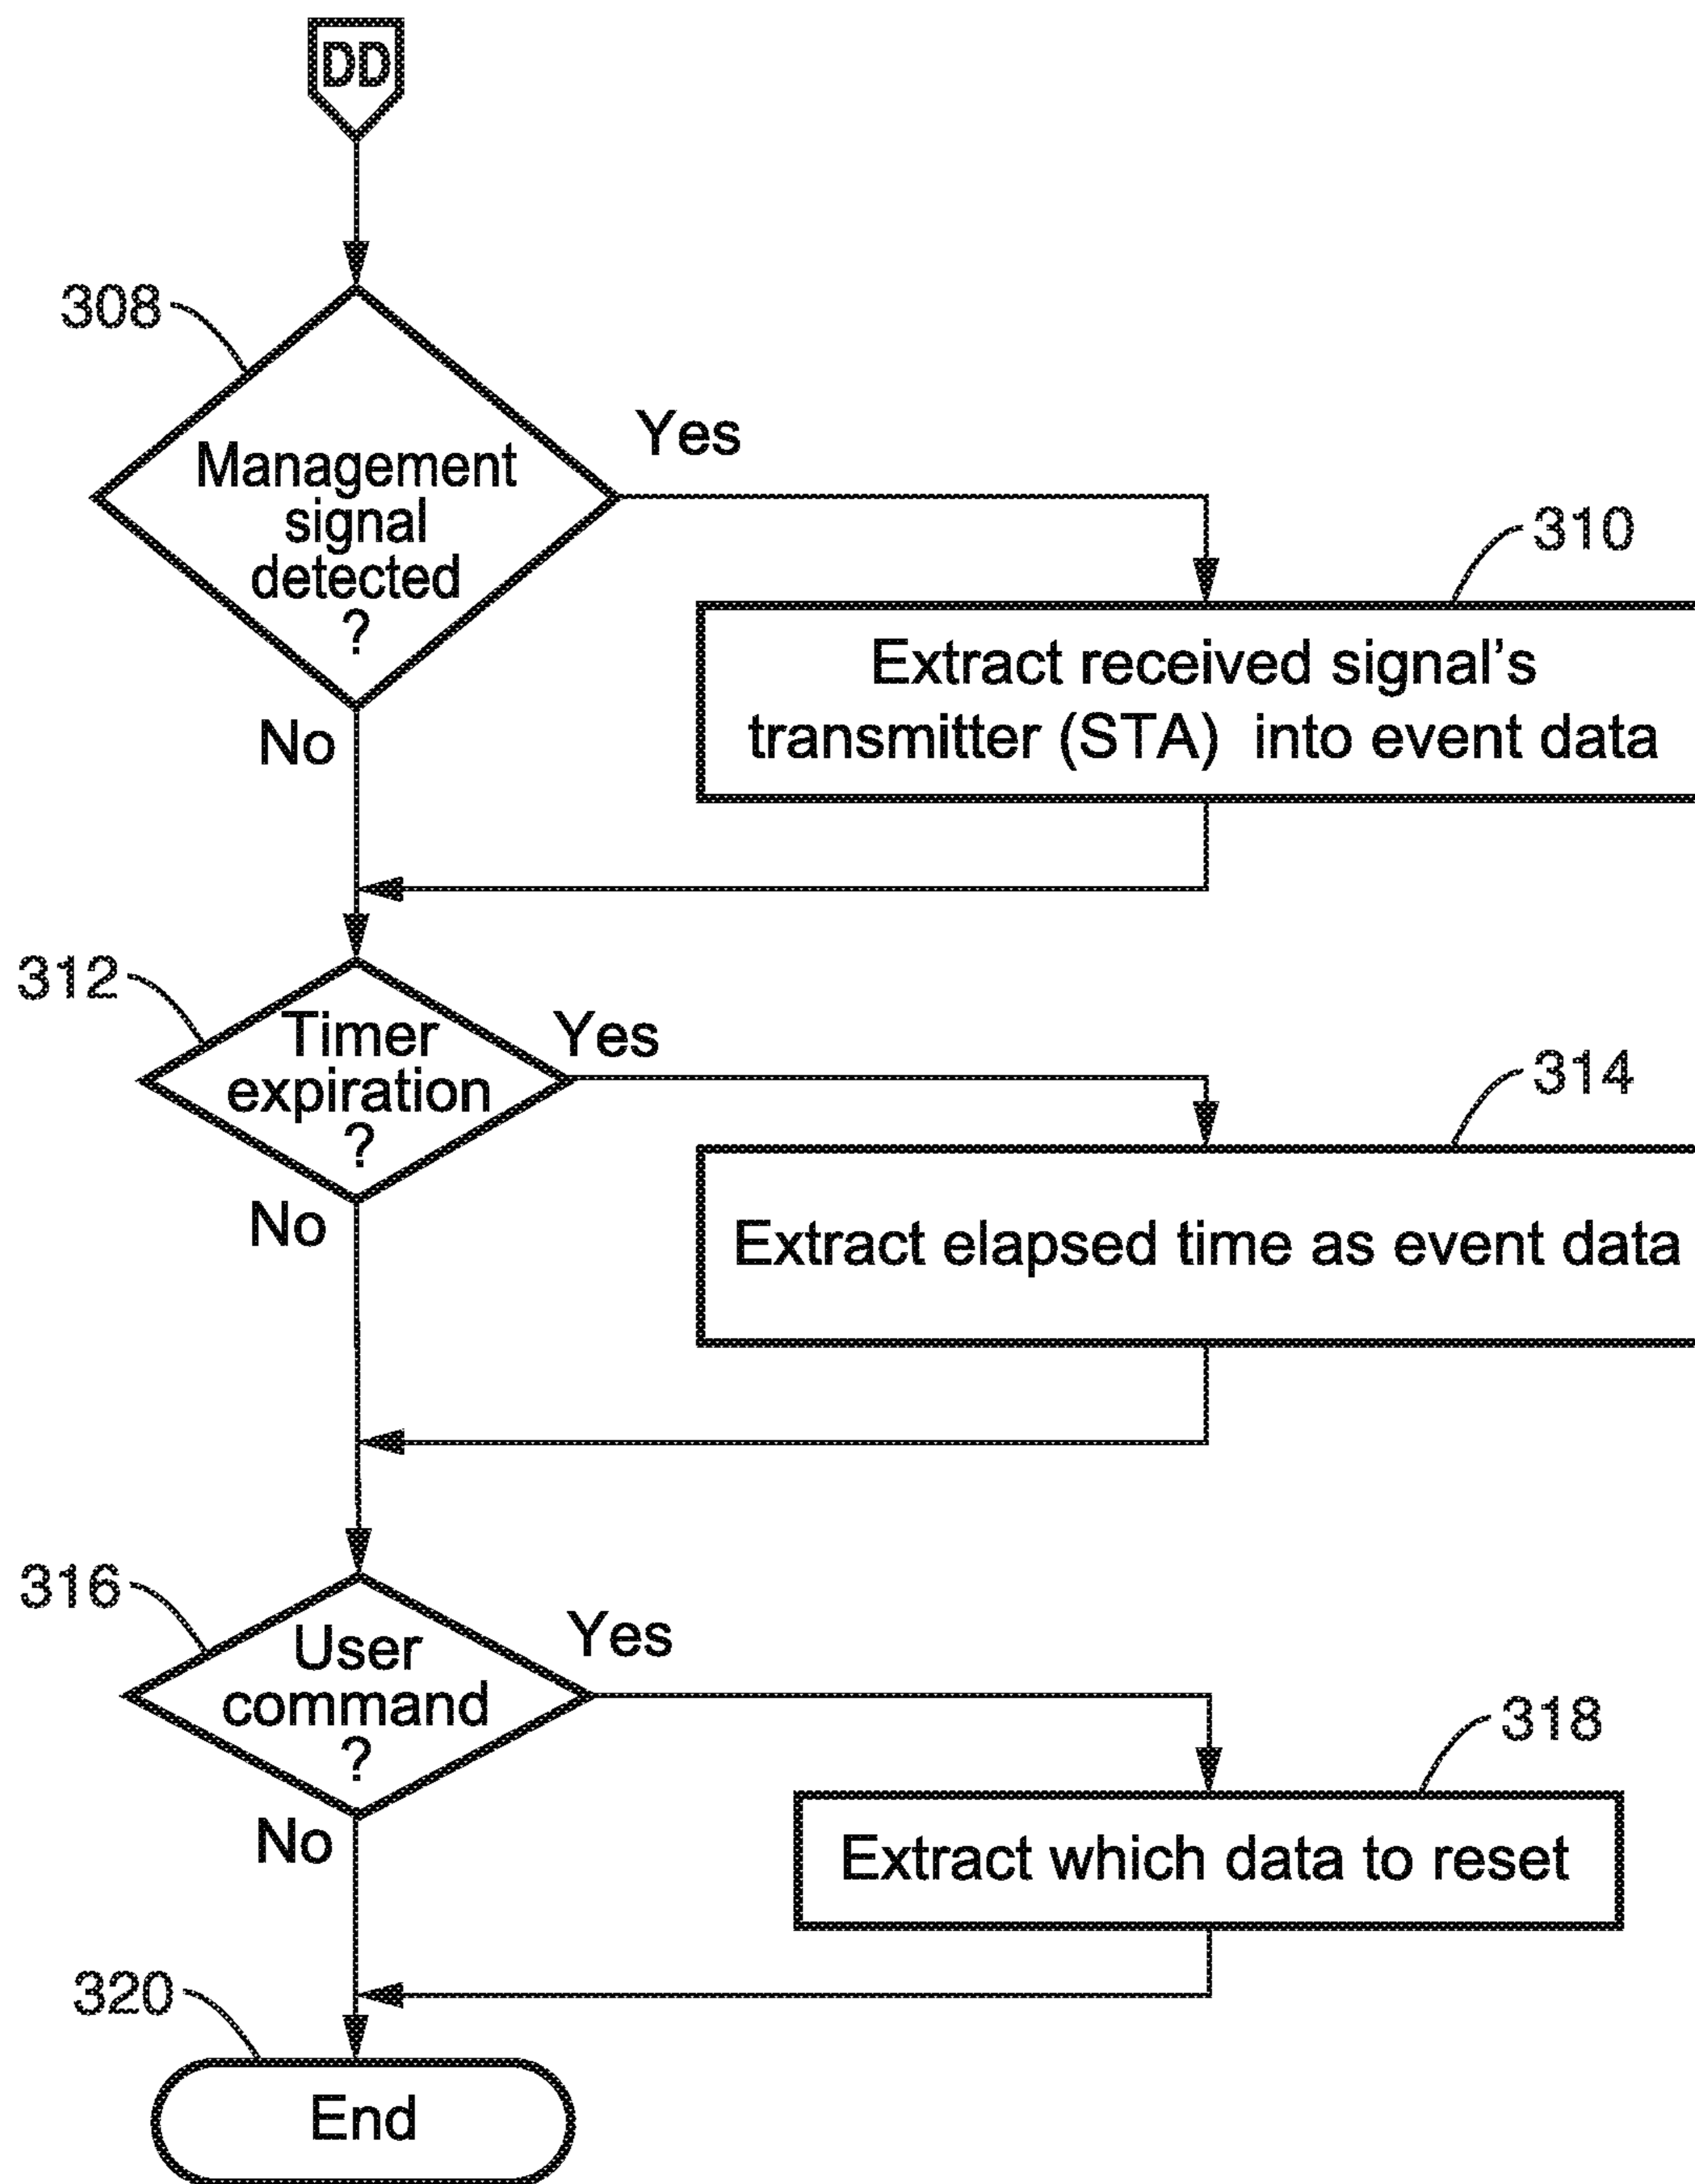 DD
308
Management
signal
detected
?
Yes
No
310
Extract received signal's
transmitter (STA) into event data
312
Timer
expiration
?
Yes
No
314
Extract elapsed time as event data
316
User
command
?
Yes
No
318
Extract which data to reset
320
End